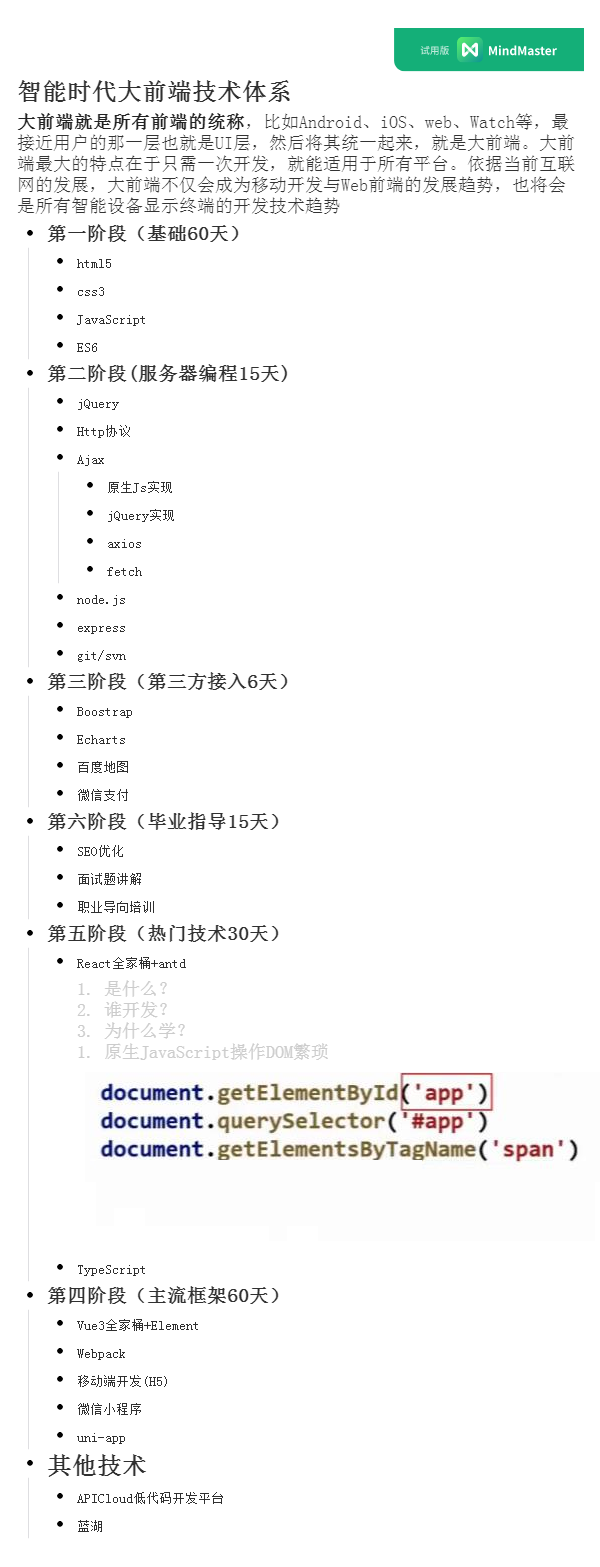 试用版 MindMaster
智能时代大前端技术体系
大前端就是所有前端的统称，比如Android、iOS、web、Watch等，最
接近用户的那一层也就是UI层，然后将其统一起来，就是大前端。大前
端最大的特点在于只需一次开发，就能适用于所有平台。依据当前互联
网的发展，大前端不仅会成为移动开发与Web前端的发展趋势，也将会
是所有智能设备显示终端的开发技术趋势
第一阶段（基础60天）
html5
css3
JavaScript
ES6
第二阶段(服务器编程15天)
jQuery
Http协议
Ajax
原生Js实现
jQuery实现
axios
fetch
node.js
express
git/svn
第三阶段（第三方接入6天）
Boostrap
Echarts
百度地图
微信支付
第六阶段（毕业指导15天）
SEO优化
面试题讲解
职业导向培训
第五阶段（热门技术30天）
React全家桶+antd
1. 是什么？
2. 谁开发？
3. 为什么学？
1. 原生JavaScript操作DOM繁琐
document.getElementById('app')
document.querySelector('#app')
document.getElementsByTagName('span')
TypeScript
第四阶段（主流框架60天）
Vue3全家桶+Element
Webpack
移动端开发(H5)
微信小程序
uni-app
其他技术
APICloud低代码开发平台
蓝湖